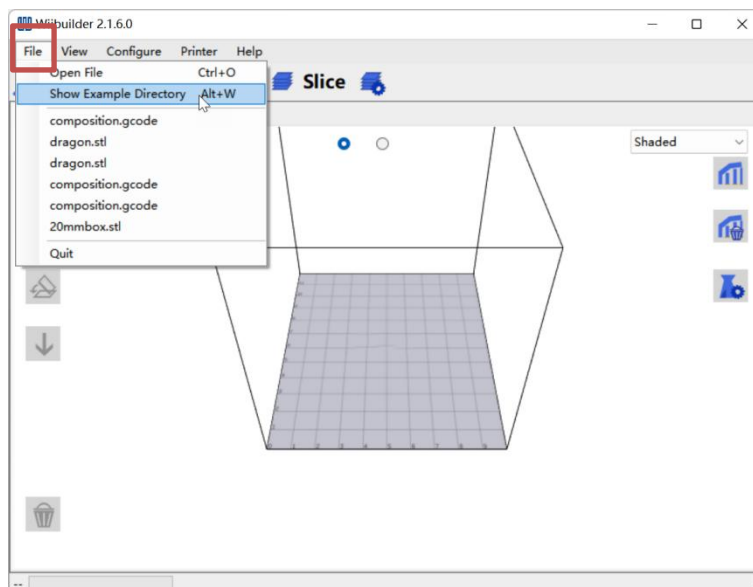 Wiibuilder 2.1.6.0
File View Configure Printer Help
Open File Ctrl+O
Show Example Directory Alt+W
composition.gcode
dragon.stl
dragon.stl
composition.gcode
composition.gcode
20mmbox.stl
Quit
Slice
Shaded
--